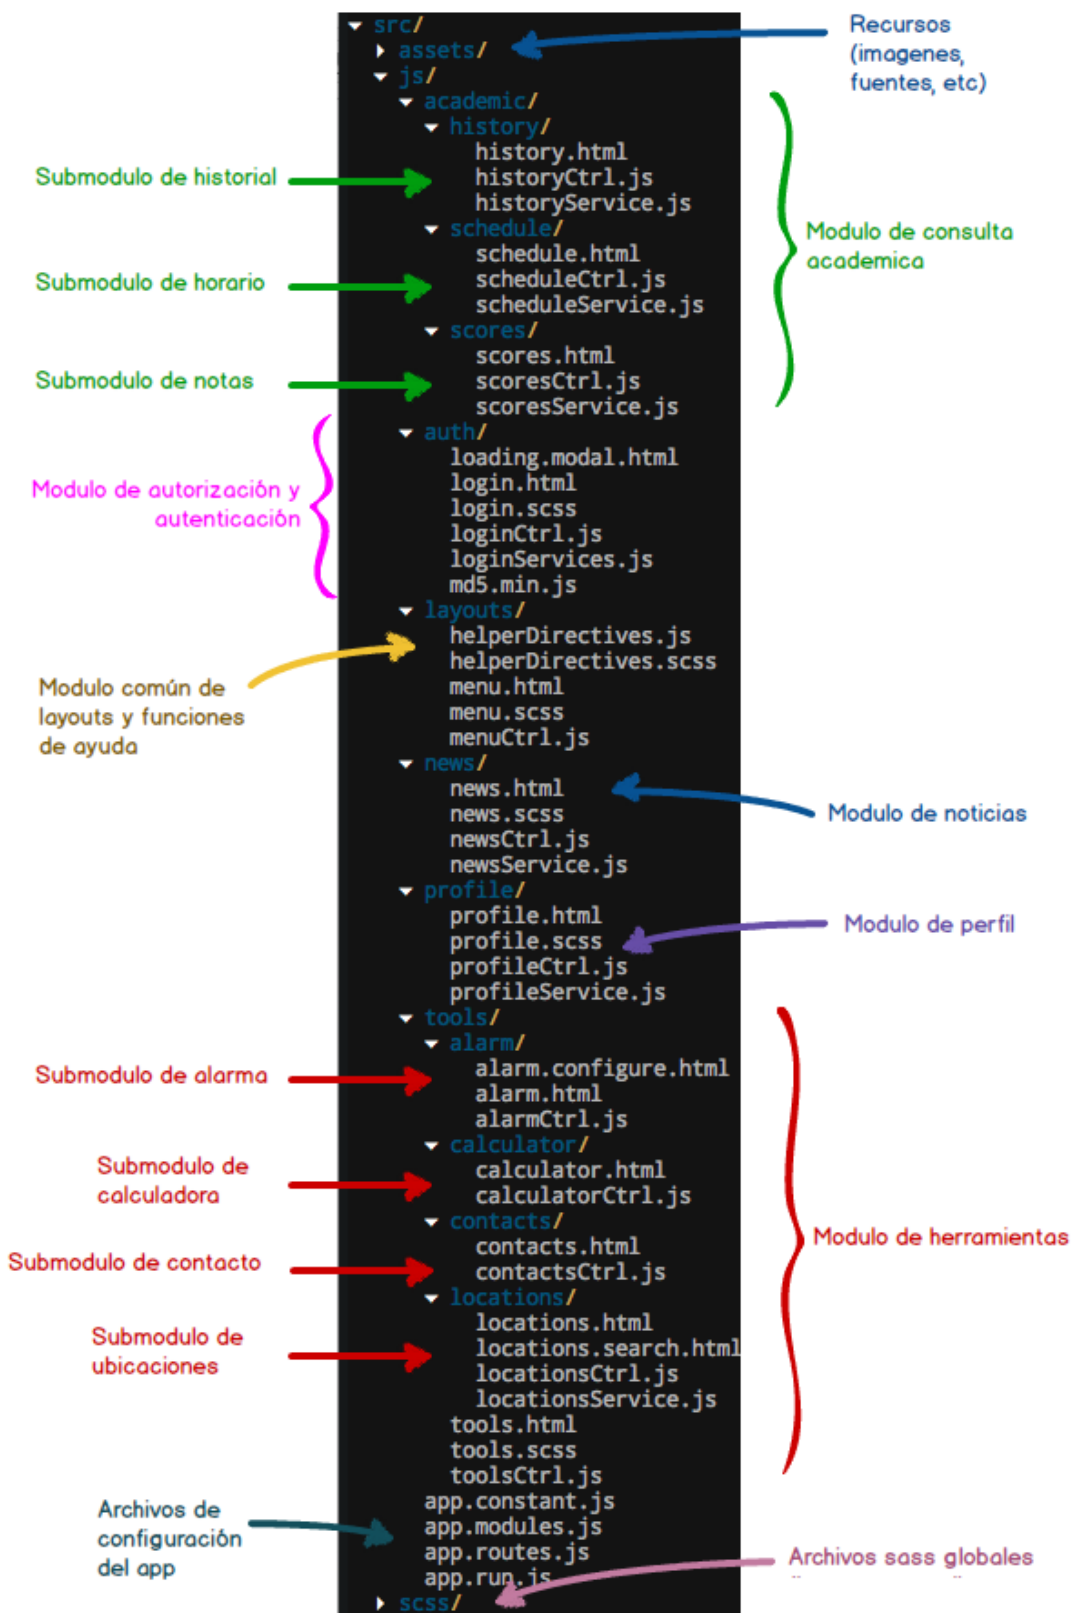 src/
assets/
js/
academic/
history/
history.html
historyCtrl.js
historyService.js
schedule/
schedule.html
scheduleCtrl.js
scheduleService.js
scores/
scores.html
scoresCtrl.js
scoresService.js
auth/
loading.modal.html
login.html
login.scss
loginCtrl.js
loginServices.js
md5.min.js
layouts/
helperDirectives.js
helperDirectives.scss
menu.html
menu.scss
menuCtrl.js
news/
news.html
news.scss
newsCtrl.js
newsService.js
profile/
profile.html
profile.scss
profileCtrl.js
profileService.js
tools/
alarm/
alarm.configure.html
alarm.html
alarmCtrl.js
calculator/
calculator.html
calculatorCtrl.js
contacts/
contacts.html
contactsCtrl.js
locations/
locations.html
locations.search.html
locationsCtrl.js
locationsService.js
tools.html
tools.scss
toolsCtrl.js
app.constant.js
app.modules.js
app.routes.js
app.run.js
scss/
Recursos
(imagenes,
fuentes, etc)
Submodulo de historial
Modulo de consulta
academica
Submodulo de horario
Submodulo de notas
Modulo de autorización y
autenticación
Modulo común de
layouts y funciones
de ayuda
Modulo de noticias
Modulo de perfil
Submodulo de alarma
Submodulo de
calculadora
Modulo de herramientas
Submodulo de contacto
Submodulo de
ubicaciones
Archivos de
configuración
del app
Archivos sass globales